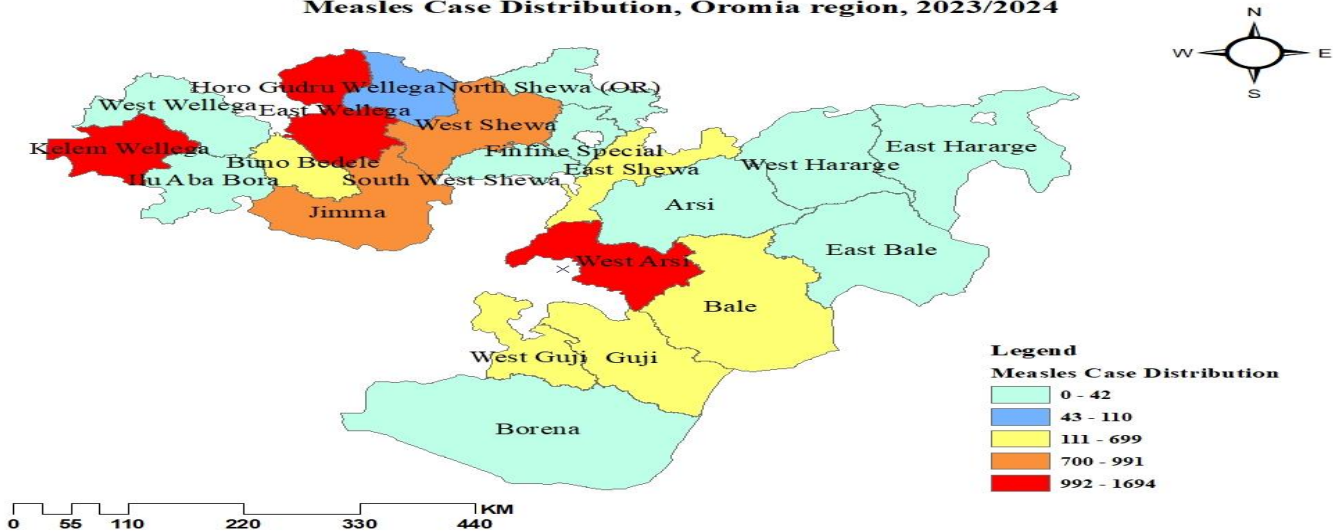 Measles Case Distribution, Oromia region, 2023/2024
N
W E
S
Horo Gudru Wellega
North Shewa (OR)
West Wellega
East Wellega
West Shewa
Kelem Wellega
Buno Bedele
Finfine Special
East Shewa
West Hararge
East Hararge
Ilu Aba Bora
South West Shewa
Jimma
Arsi
West Arsi
East Bale
Bale
West Guji
Guji
Borena
Legend
Measles Case Distribution
0 - 42
43 - 110
111 - 699
700 - 991
992 - 1694
KM
0 55 110 220 330 440